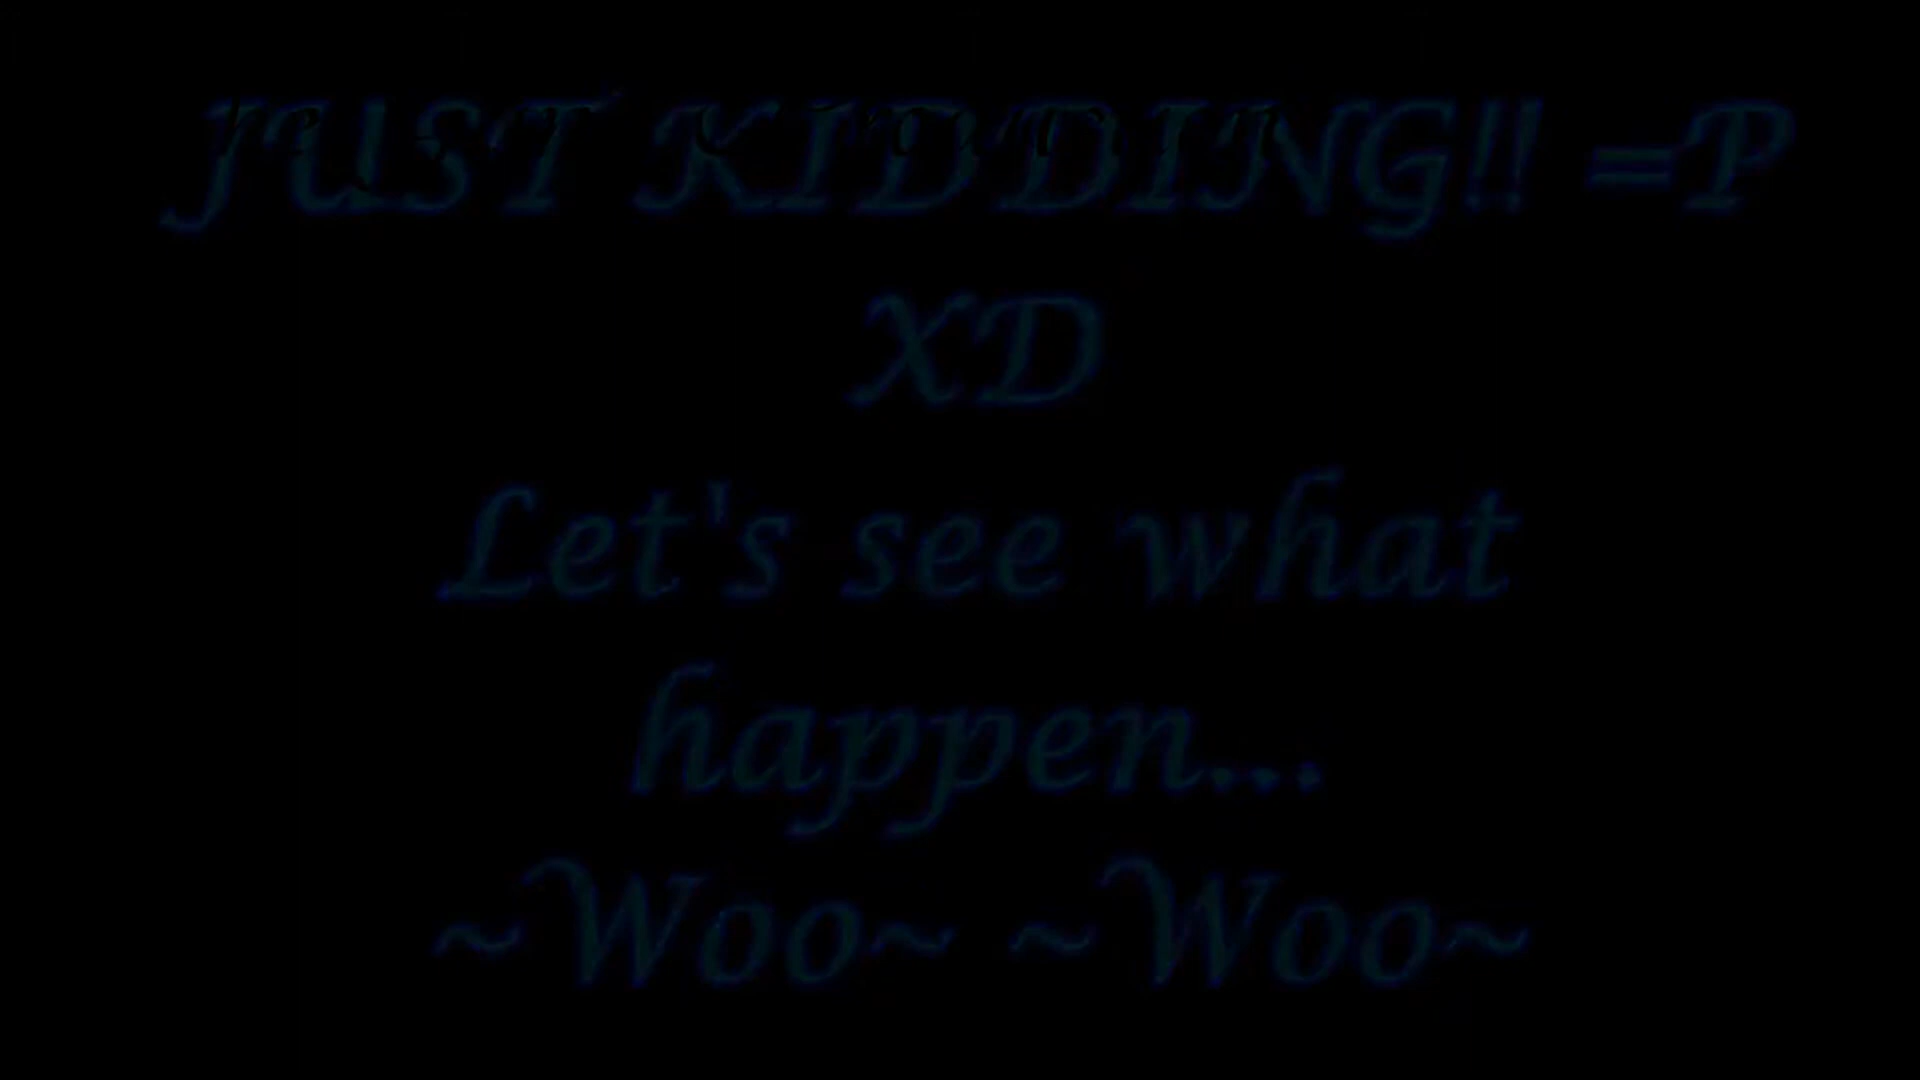 JUST KIDDING!! =P
XD
Let's see what
happen...
~Woo~ ~Woo~